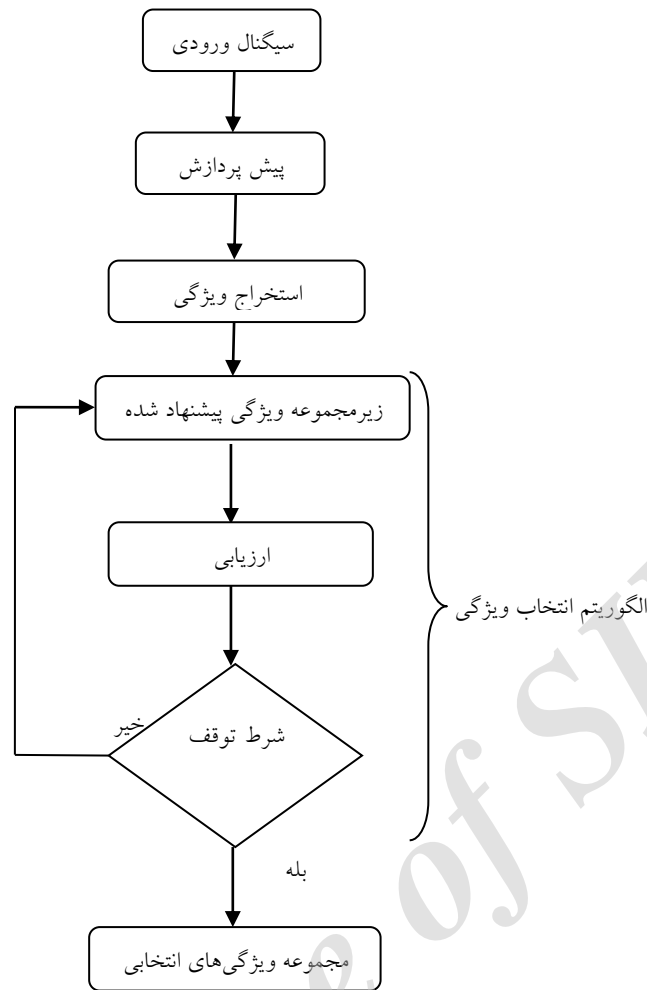 سیگنال ورودی
پیش پردازش
استخراج ویژگی
زیرمجموعه ویژگی پیشنهاد شده
ارزیابی
الگوریتم انتخاب ویژگی
خیر
شرط توقف
بله
مجموعه ویژگی‌های انتخابی
of